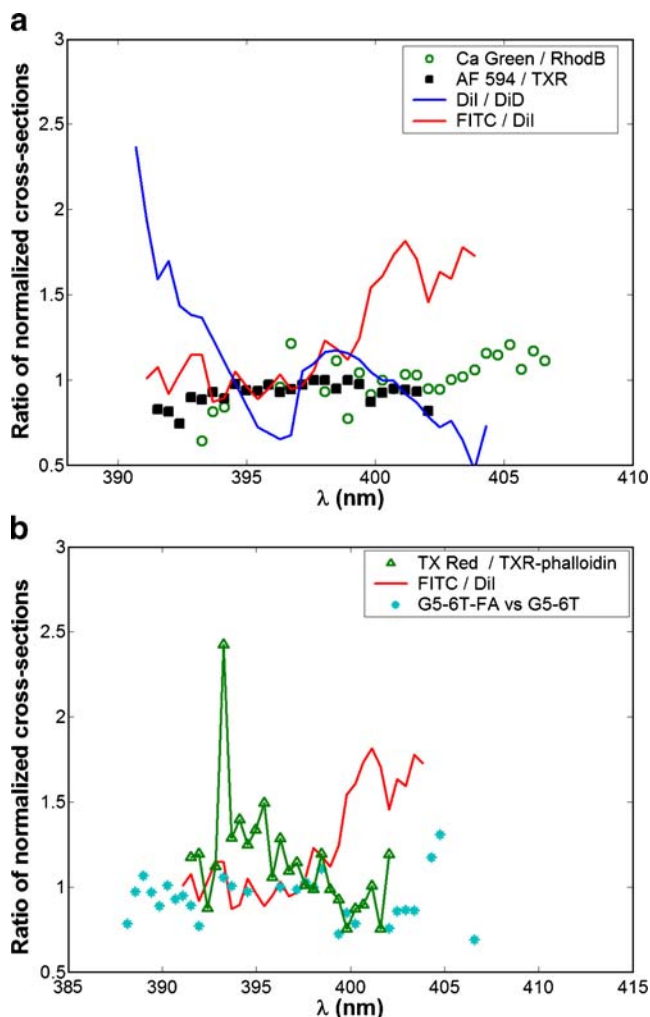 a
3
2.5
2
1.5
1
0.5
Ratio of normalized cross-sections
Ca Green / RhodB
AF 594 / TXR
DiI / DiD
FITC / DiI
390
395
400
405
410
λ (nm)
b
3
2.5
2
1.5
1
0.5
Ratio of normalized cross-sections
TX Red / TXR-phalloidin
FITC / DiI
G5-6T-FA vs G5-6T
385
390
395
400
405
410
415
λ (nm)